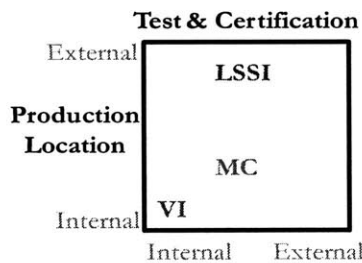 Test & Certification
External
LSSI
Production
Location
MC
VI
Internal
Internal External